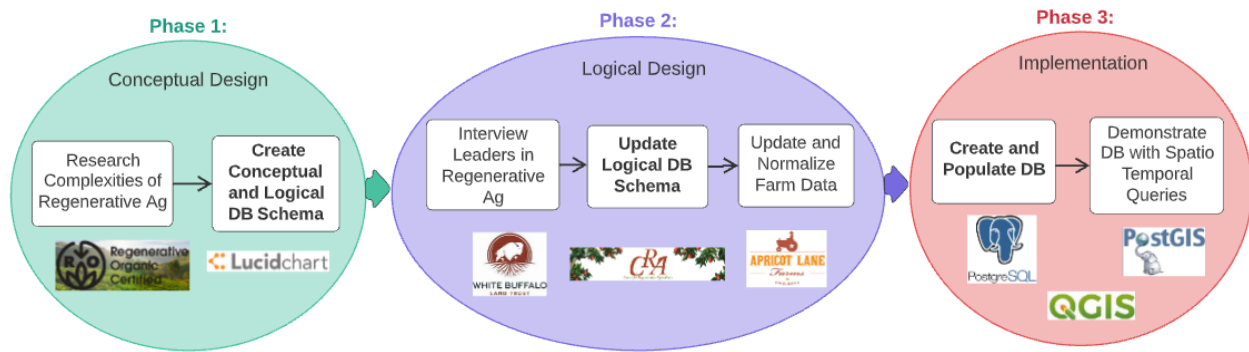 Phase 1:
Conceptual Design
Research
Complexities of
Regenerative Ag
Create
Conceptual
and Logical
DB Schema
Regenerative
Organic
Certified
Lucidchart
Phase 2:
Logical Design
Interview
Leaders in
Regenerative
Ag
Update
Logical DB
Schema
Update and
Normalize
Farm Data
WHITE BUFFALO
LAND TRUST
CRA
APRICOT LANE
Farms
Phase 3:
Implementation
Create and
Populate DB
Demonstrate
DB with Spatio
Temporal
Queries
PostgreSQL
PostGIS
QGIS